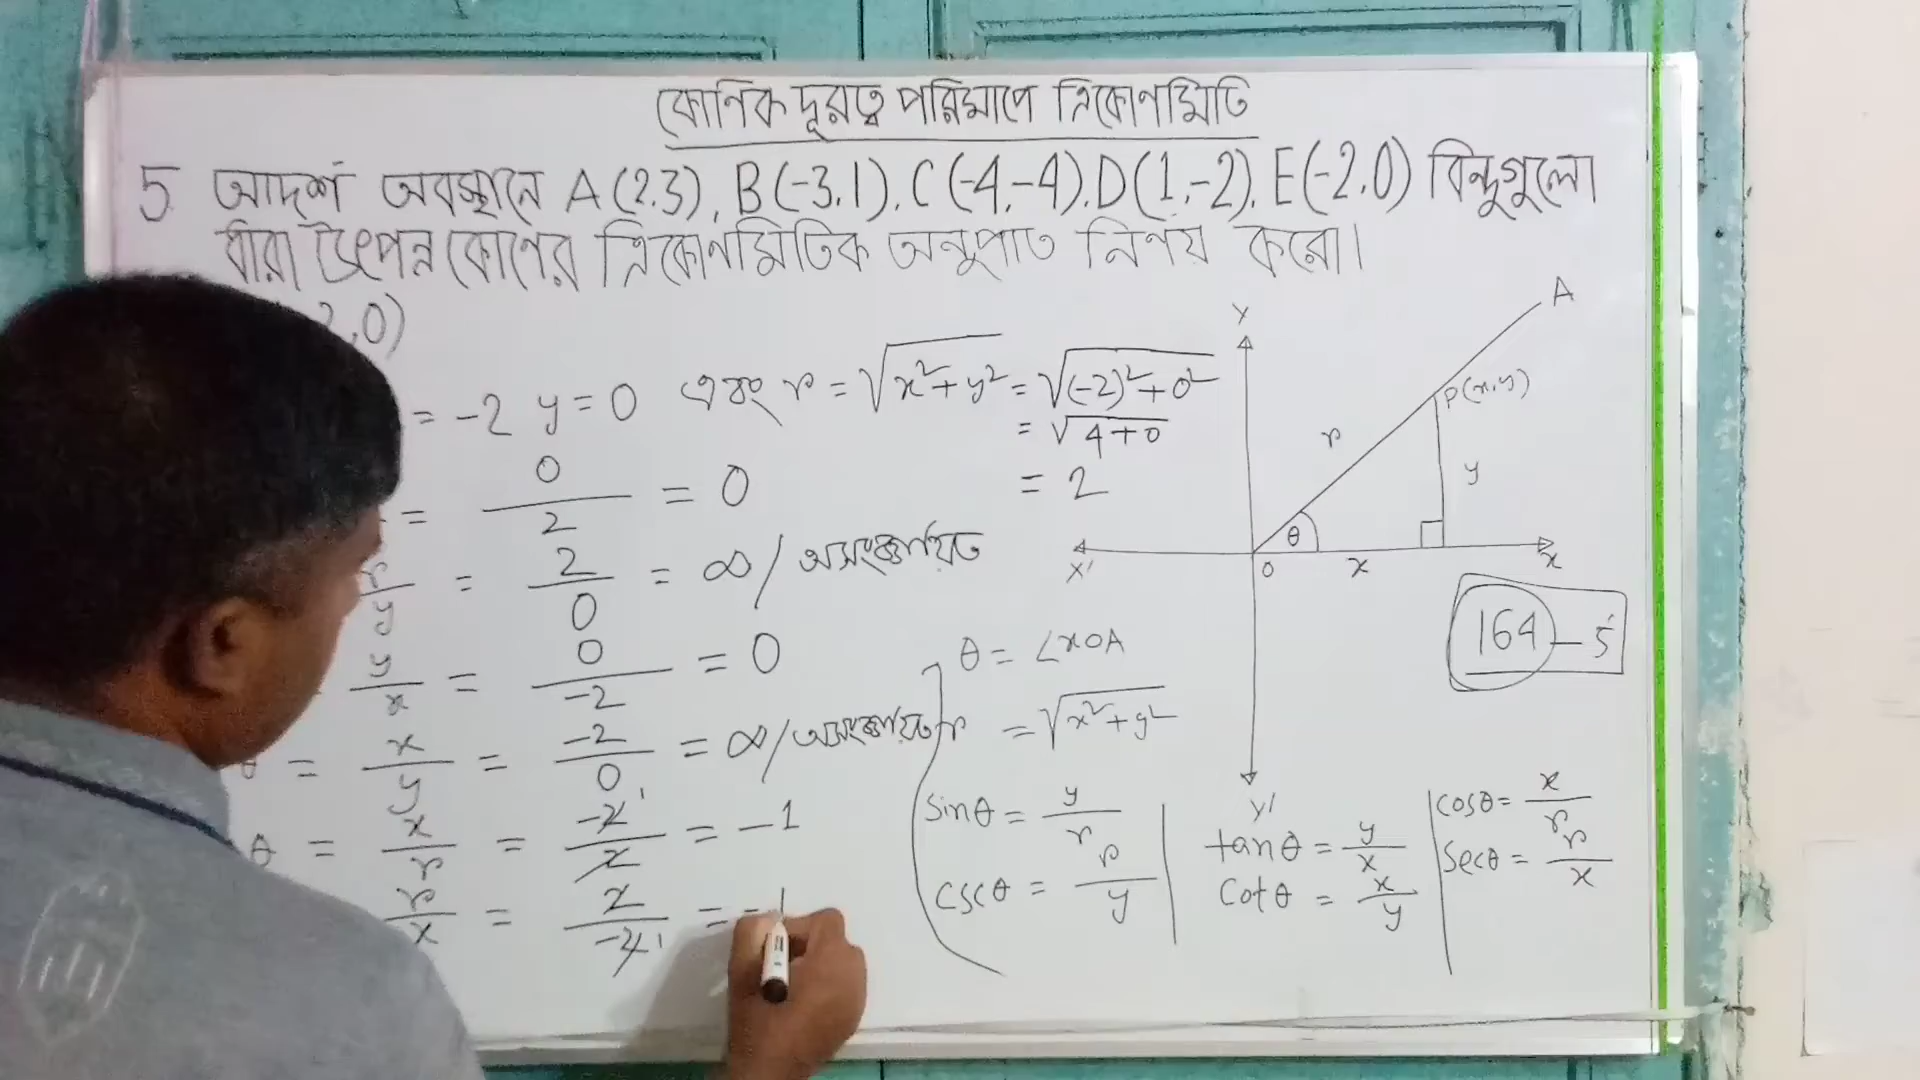 কৌণিক দূরত্ব পরিমাপে ত্রিকোণমিতি
5. আদর্শ অবস্থানে A(2,3), B(-3,1), C(-4,-4), D(1,-2), E(-2,0) বিন্দুগুলো
দ্বারা উৎপন্ন কোণের ত্রিকোণমিতিক অনুপাত নির্ণয় করো।
,0)
= -2 y = 0 এবং r = √(x²+y²) = √((-2)²+0²)
= √(4+0)
= 2
= 0/2 = 0
r/y = 2/0 = ∞/অসংজ্ঞায়িত
y/x = 0/-2 = 0
θ = x/y = -2/0 = ∞/অসংজ্ঞায়িত
θ = x/r = -2/2 = -1
r/x = 2/-2 = -1
θ = ∠XOA
r = √(x²+y²)
sinθ = y/r
cscθ = r/y
tanθ = y/x
cotθ = x/y
cosθ = x/r
secθ = r/x
Y
A
P(x,y)
r
y
θ
X'
O
x
X
Y'
164 - 5